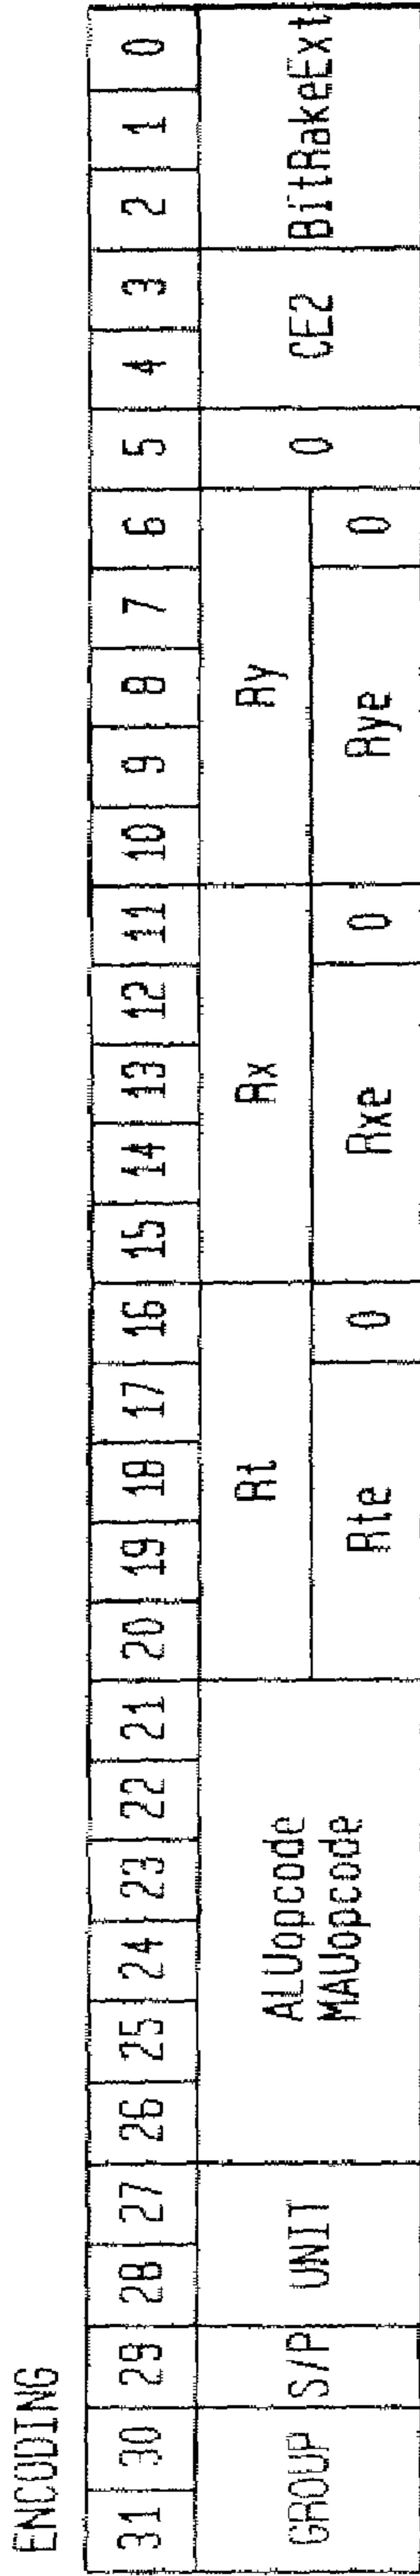 ENCODING
31 30 29 28 27 26 25 24 23 22 21 20 19 18 17 16 15 14 13 12 11 10 9 8 7 6 5 4 3 2 1 0
GROUP S/P UNIT ALUopcode Rt Rx Ry 0 CE2 BitRakeExt
MAUopcode Rte 0 Rxe 0 Rye 0